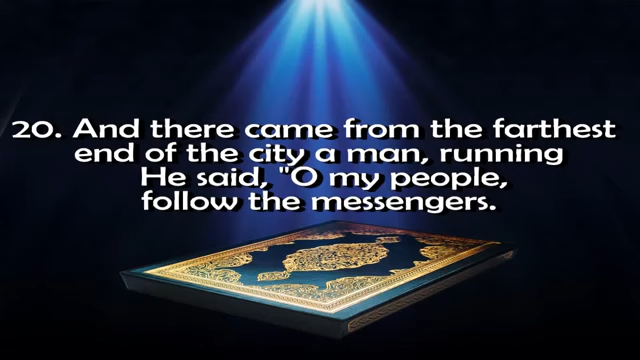 20. And there came from the farthest
end of the city a man, running
He said, "O my people,
follow the messengers.